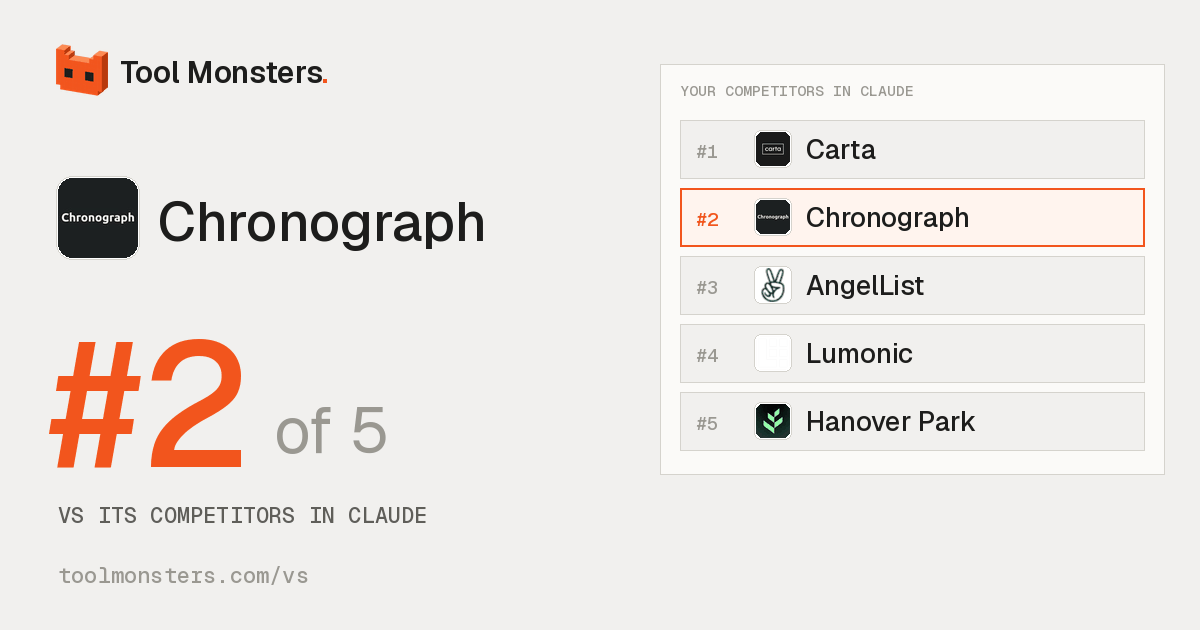 Tool Monsters.
Chronograph
Chronograph
#2 of 5
VS ITS COMPETITORS IN CLAUDE
toolmonsters.com/vs
YOUR COMPETITORS IN CLAUDE
#1 carta Carta
#2 Chronograph Chronograph
#3 AngelList
#4 Lumonic
#5 Hanover Park